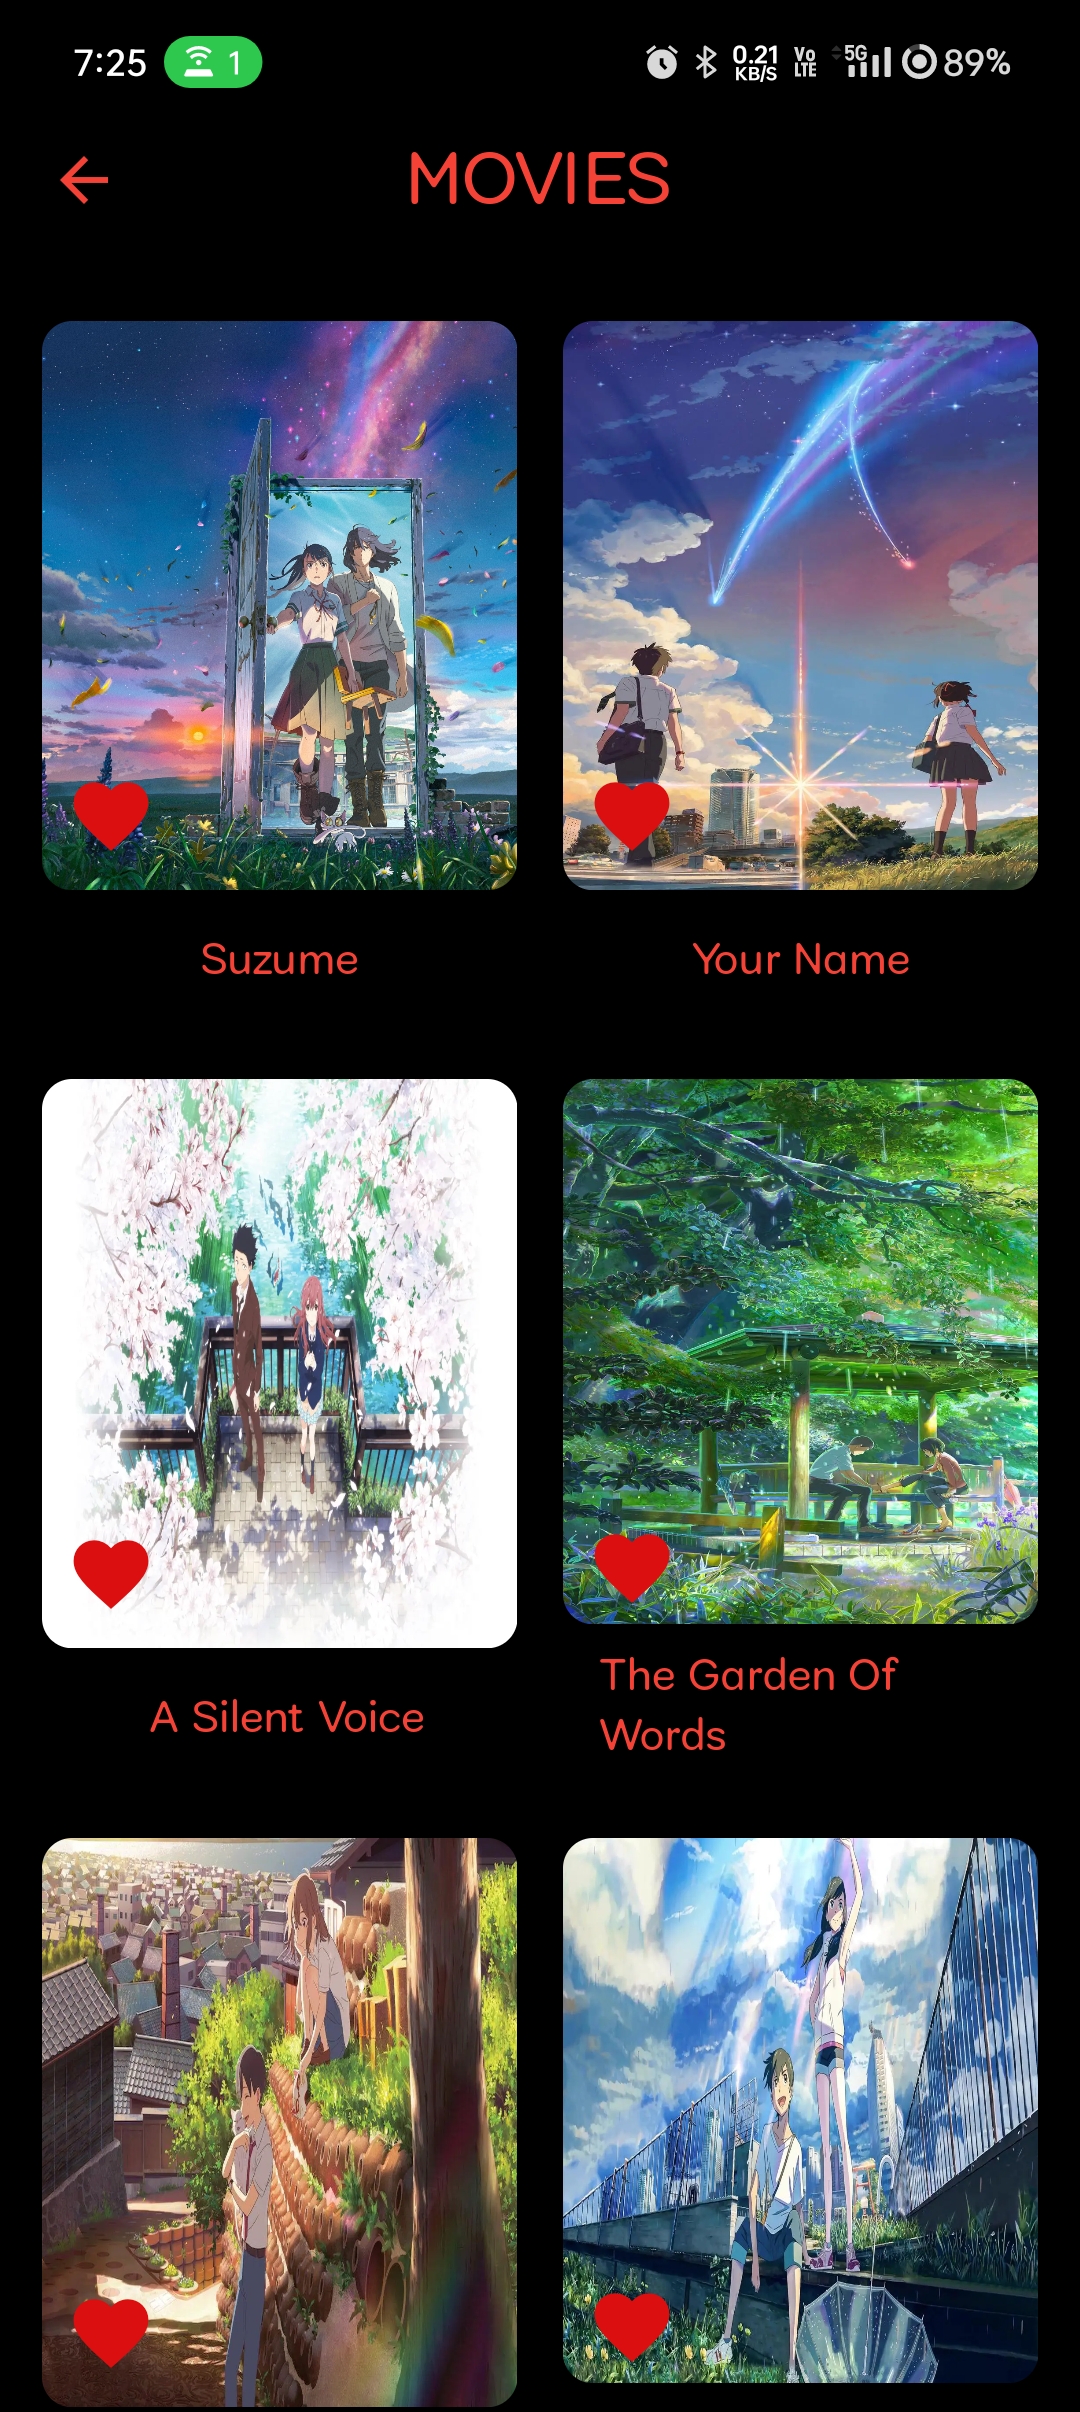 7:25 1 0.21 KB/S Vo LTE 5G 89%
MOVIES
Suzume
Your Name
A Silent Voice
The Garden Of
Words